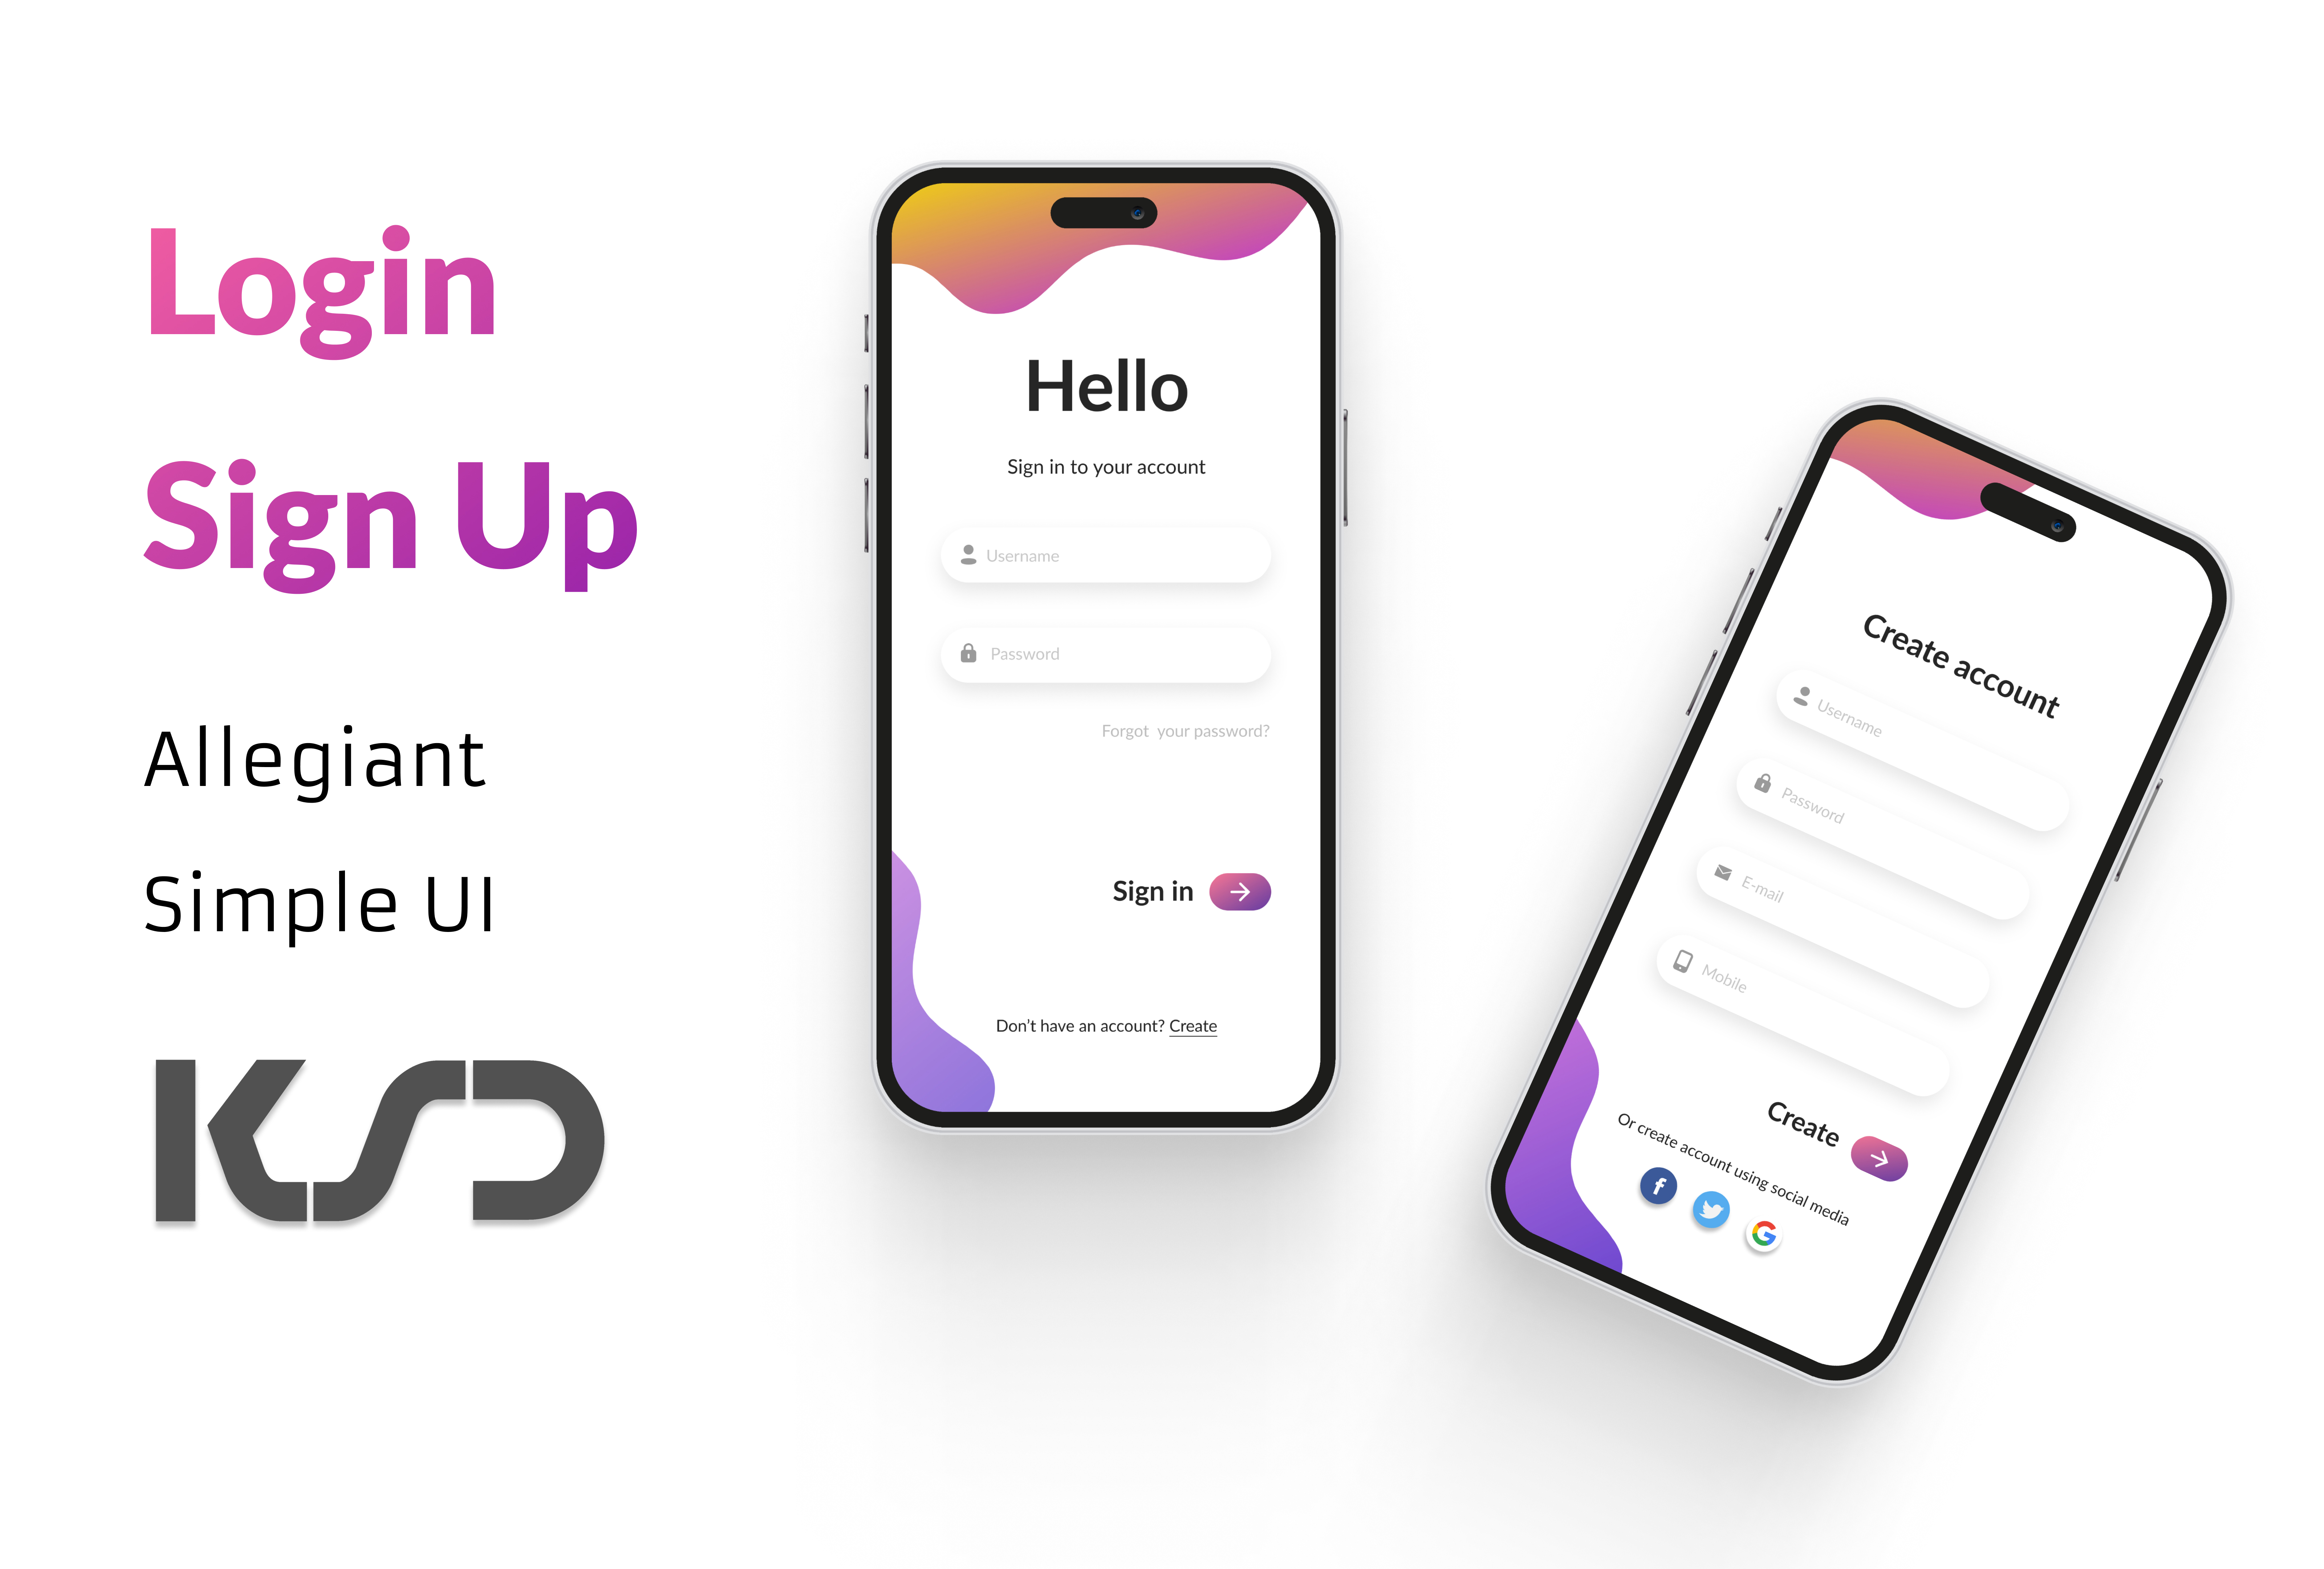 Login
Sign Up
Allegiant
Simple UI
KSD
Hello
Sign in to your account
Username
Password
Forgot your password?
Sign in
Don't have an account? Create
Create account
Username
Password
E-mail
Mobile
Create
Or create account using social media
f
G